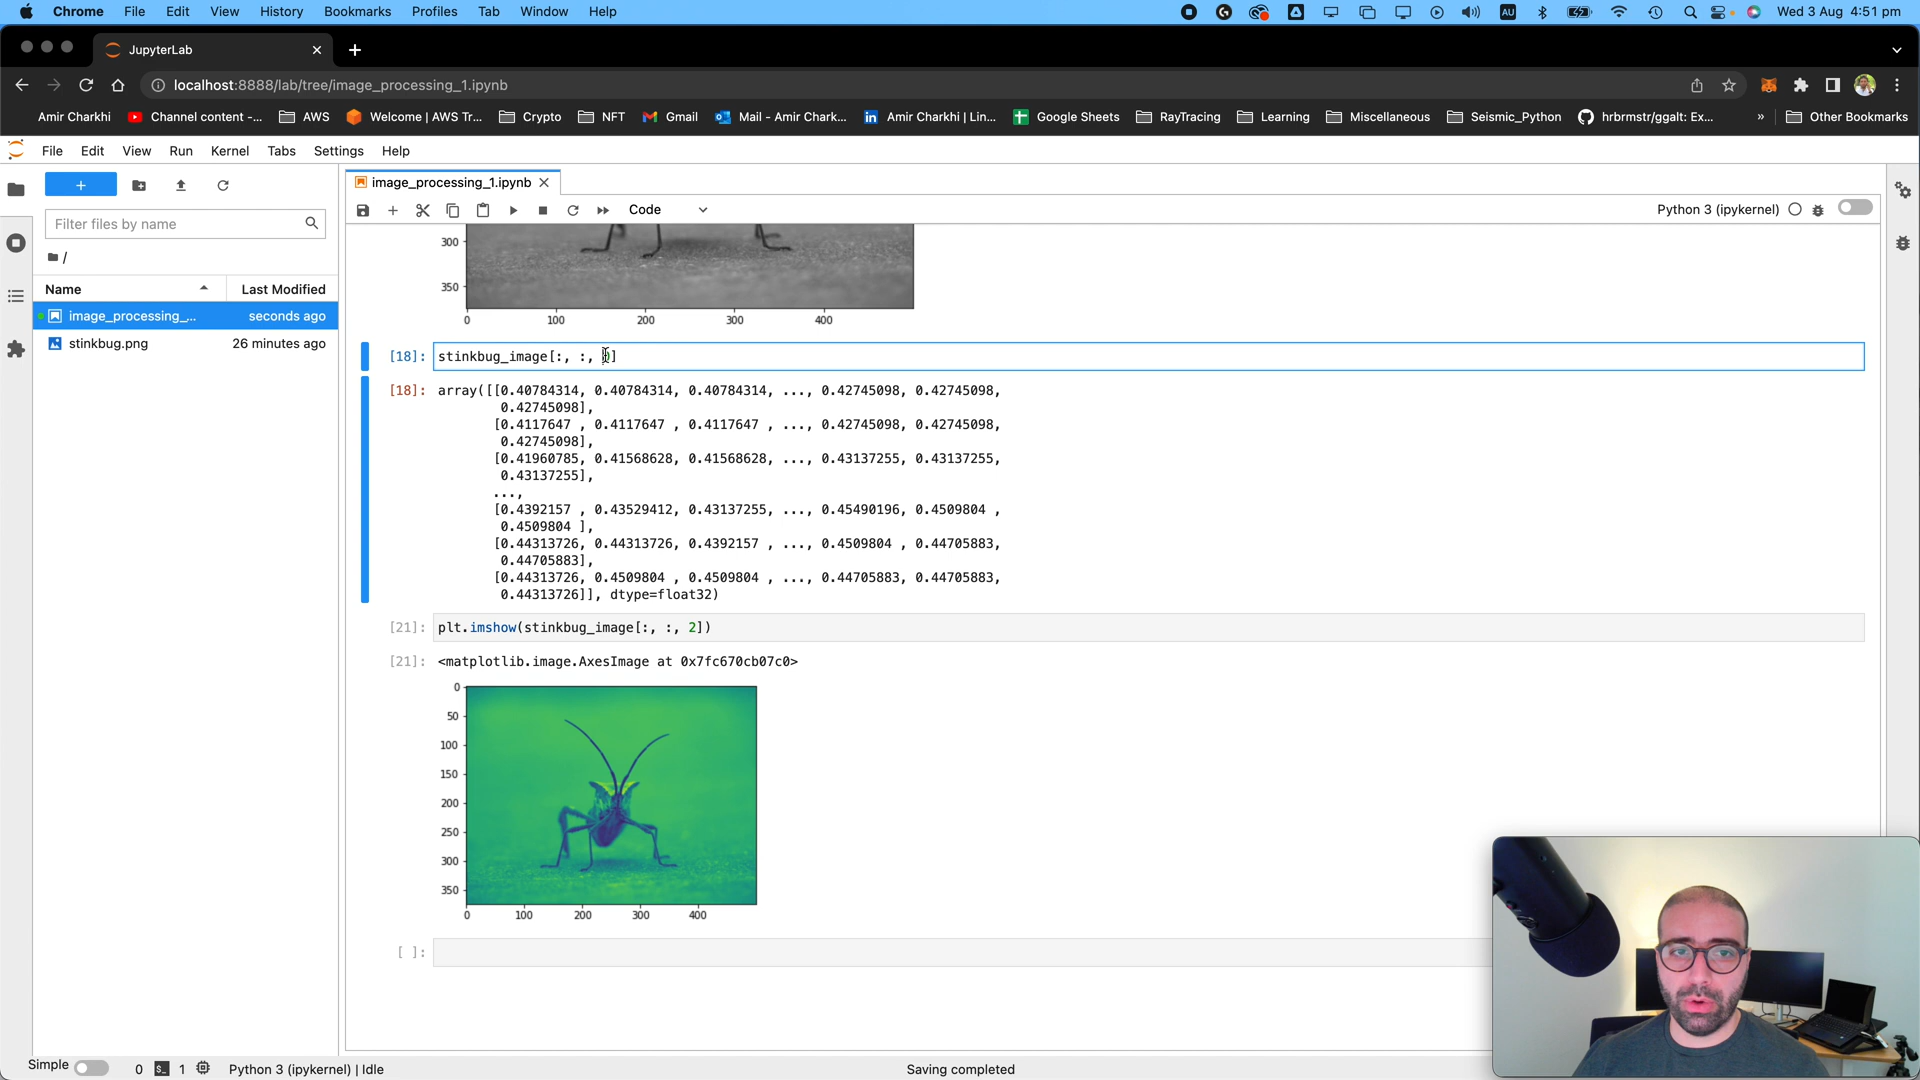 Chrome File Edit View History Bookmarks Profiles Tab Window Help AU Wed 3 Aug 4:51 pm
JupyterLab
localhost:8888/lab/tree/image_processing_1.ipynb
Amir Charkhi Channel content -... AWS Welcome | AWS Tr... Crypto NFT Gmail Mail - Amir Chark... Amir Charkhi | Lin... Google Sheets RayTracing Learning Miscellaneous Seismic_Python hrbrmstr/ggalt: Ex... » Other Bookmarks
File Edit View Run Kernel Tabs Settings Help
image_processing_1.ipynb
Code Python 3 (ipykernel)
Filter files by name
/
Name Last Modified
image_processing_... seconds ago
stinkbug.png 26 minutes ago
300
350
0 100 200 300 400
[18]: stinkbug_image[:, :, ]
[18]: array([[0.40784314, 0.40784314, 0.40784314, ..., 0.42745098, 0.42745098,
0.42745098],
[0.4117647 , 0.4117647 , 0.4117647 , ..., 0.42745098, 0.42745098,
0.42745098],
[0.41960785, 0.41568628, 0.41568628, ..., 0.43137255, 0.43137255,
0.43137255],
...,
[0.4392157 , 0.43529412, 0.43137255, ..., 0.45490196, 0.4509804 ,
0.4509804 ],
[0.44313726, 0.44313726, 0.4392157 , ..., 0.4509804 , 0.44705883,
0.44705883],
[0.44313726, 0.4509804 , 0.4509804 , ..., 0.44705883, 0.44705883,
0.44313726]], dtype=float32)
[21]: plt.imshow(stinkbug_image[:, :, 2])
[21]: <matplotlib.image.AxesImage at 0x7fc670cb07c0>
0
50
100
150
200
250
300
350
0 100 200 300 400
[ ]:
Simple 0 1 Python 3 (ipykernel) | Idle Saving completed